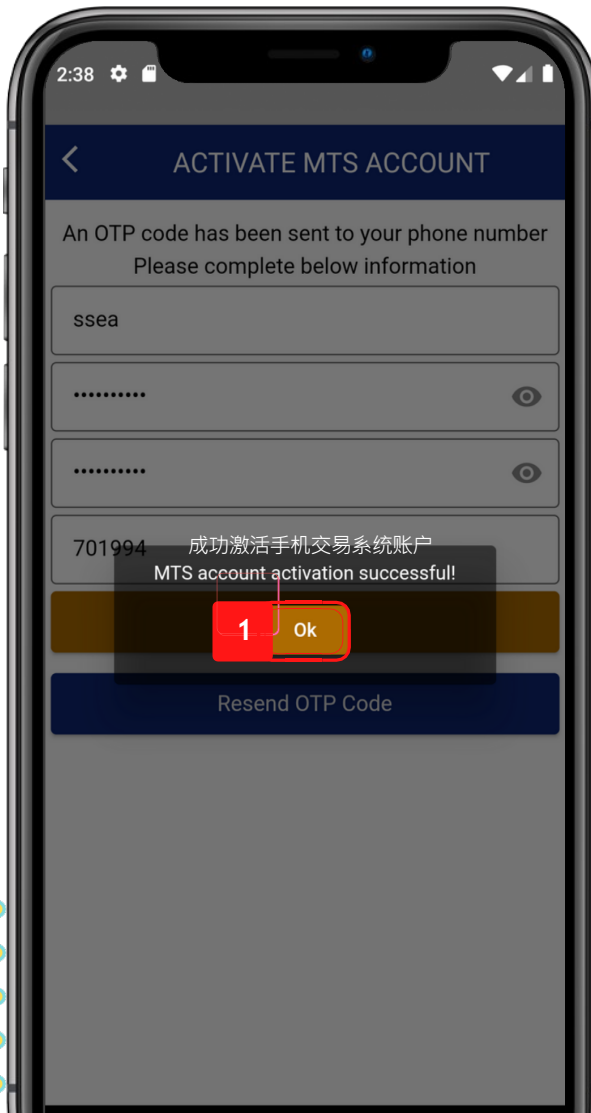 2:38
ACTIVATE MTS ACCOUNT
An OTP code has been sent to your phone number
Please complete below information
ssea
••••••••••
••••••••••
701994
成功激活手机交易系统账户
MTS account activation successful!
1 Ok
Resend OTP Code